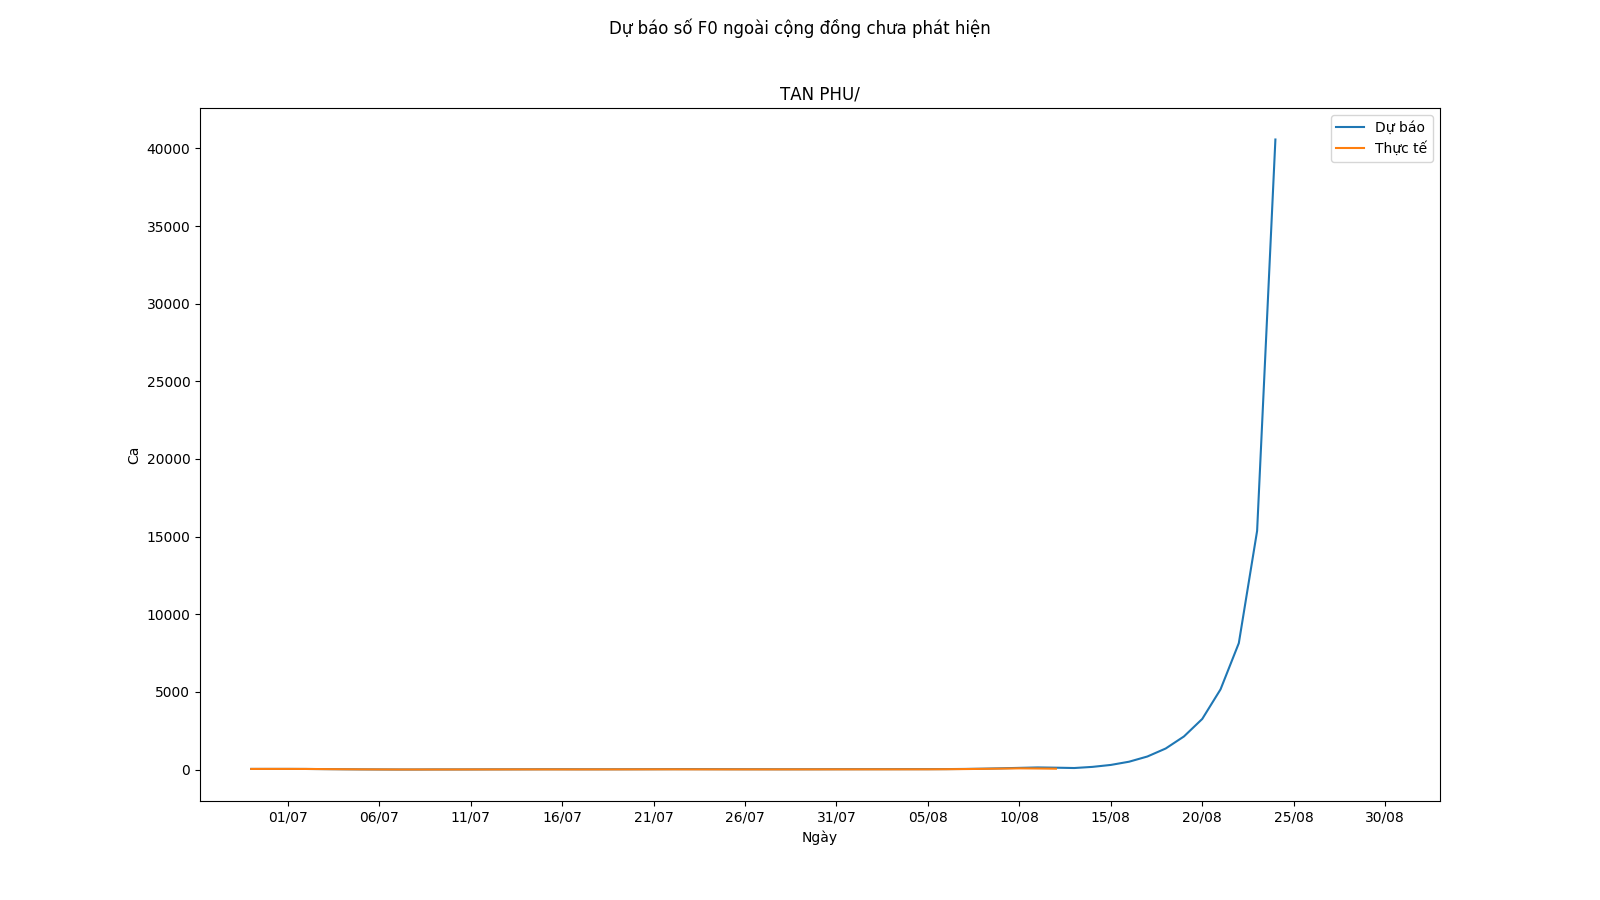 Dự báo số F0 ngoài cộng đồng chưa phát hiện
TAN PHU/
Dự báo
Thực tế
40000
35000
30000
25000
20000
15000
10000
5000
0
Ca
01/07 06/07 11/07 16/07 21/07 26/07 31/07 05/08 10/08 15/08 20/08 25/08 30/08
Ngày